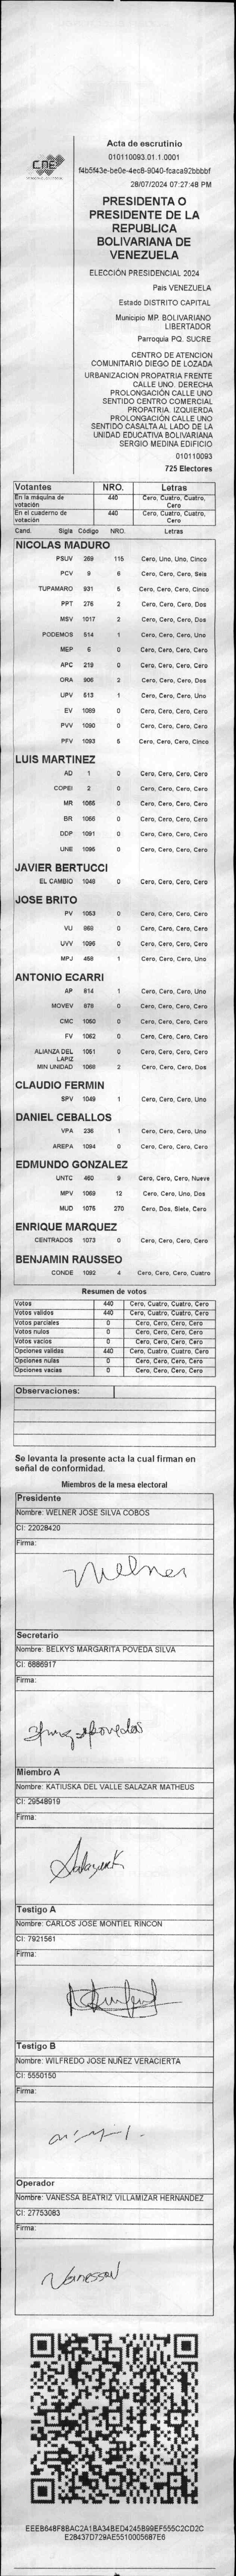 CNE
Acta de escrutinio
010110093.01.1.0001
f4b5f43e-be0e-4ec8-9040-fcaca92bbbbf
28/07/2024 07:27:48 PM
PRESIDENTA O
PRESIDENTE DE LA
REPUBLICA
BOLIVARIANA DE
VENEZUELA
ELECCIÓN PRESIDENCIAL 2024
País VENEZUELA
Estado DISTRITO CAPITAL
Municipio MP. BOLIVARIANO
LIBERTADOR
Parroquia PQ. SUCRE
CENTRO DE ATENCION
COMUNITARIO DIEGO DE LOZADA
URBANIZACION PROPATRIA FRENTE
CALLE UNO. DERECHA
PROLONGACIÓN CALLE UNO
SENTIDO CENTRO COMERCIAL
PROPATRIA. IZQUIERDA
PROLONGACIÓN CALLE UNO
SENTIDO CASALTA AL LADO DE LA
UNIDAD EDUCATIVA BOLIVARIANA
SERGIO MEDINA EDIFICIO
010110093
725 Electores
Votantes NRO. Letras
En la máquina de votación 440 Cero, Cuatro, Cuatro, Cero
En el cuaderno de votación 440 Cero, Cuatro, Cuatro, Cero
Cand. Sigla Código NRO. Letras
NICOLAS MADURO
PSUV 269 115 Cero, Uno, Uno, Cinco
PCV 9 6 Cero, Cero, Cero, Seis
TUPAMARO 931 5 Cero, Cero, Cero, Cinco
PPT 276 2 Cero, Cero, Cero, Dos
MSV 1017 2 Cero, Cero, Cero, Dos
PODEMOS 514 1 Cero, Cero, Cero, Uno
MEP 6 0 Cero, Cero, Cero, Cero
APC 219 0 Cero, Cero, Cero, Cero
ORA 906 2 Cero, Cero, Cero, Dos
UPV 513 1 Cero, Cero, Cero, Uno
EV 1089 0 Cero, Cero, Cero, Cero
PVV 1090 0 Cero, Cero, Cero, Cero
PFV 1093 5 Cero, Cero, Cero, Cinco
LUIS MARTINEZ
AD 1 0 Cero, Cero, Cero, Cero
COPEI 2 0 Cero, Cero, Cero, Cero
MR 1065 0 Cero, Cero, Cero, Cero
BR 1066 0 Cero, Cero, Cero, Cero
DDP 1091 0 Cero, Cero, Cero, Cero
UNE 1095 0 Cero, Cero, Cero, Cero
JAVIER BERTUCCI
EL CAMBIO 1048 0 Cero, Cero, Cero, Cero
JOSE BRITO
PV 1053 0 Cero, Cero, Cero, Cero
VU 868 0 Cero, Cero, Cero, Cero
UVV 1096 0 Cero, Cero, Cero, Cero
MPJ 458 1 Cero, Cero, Cero, Uno
ANTONIO ECARRI
AP 814 1 Cero, Cero, Cero, Uno
MOVEV 878 0 Cero, Cero, Cero, Cero
CMC 1050 0 Cero, Cero, Cero, Cero
FV 1062 0 Cero, Cero, Cero, Cero
ALIANZA DEL LAPIZ 1051 0 Cero, Cero, Cero, Cero
MIN UNIDAD 1088 2 Cero, Cero, Cero, Dos
CLAUDIO FERMIN
SPV 1049 1 Cero, Cero, Cero, Uno
DANIEL CEBALLOS
VPA 236 1 Cero, Cero, Cero, Uno
AREPA 1094 0 Cero, Cero, Cero, Cero
EDMUNDO GONZALEZ
UNTC 460 9 Cero, Cero, Cero, Nueve
MPV 1069 12 Cero, Cero, Uno, Dos
MUD 1076 270 Cero, Dos, Siete, Cero
ENRIQUE MARQUEZ
CENTRADOS 1073 0 Cero, Cero, Cero, Cero
BENJAMIN RAUSSEO
CONDE 1092 4 Cero, Cero, Cero, Cuatro
Resumen de votos
Votos 440 Cero, Cuatro, Cuatro, Cero
Votos validos 440 Cero, Cuatro, Cuatro, Cero
Votos parciales 0 Cero, Cero, Cero, Cero
Votos nulos 0 Cero, Cero, Cero, Cero
Votos vacios 0 Cero, Cero, Cero, Cero
Opciones validas 440 Cero, Cuatro, Cuatro, Cero
Opciones nulas 0 Cero, Cero, Cero, Cero
Opciones vacias 0 Cero, Cero, Cero, Cero
Observaciones:
Se levanta la presente acta la cual firman en
señal de conformidad.
Miembros de la mesa electoral
Presidente
Nombre: WELNER JOSE SILVA COBOS
CI: 22028420
Firma:
Welner
Secretario
Nombre: BELKYS MARGARITA POVEDA SILVA
CI: 6886917
Firma:
Miembro A
Nombre: KATIUSKA DEL VALLE SALAZAR MATHEUS
CI: 29548919
Firma:
Testigo A
Nombre: CARLOS JOSE MONTIEL RINCON
CI: 7921561
Firma:
Testigo B
Nombre: WILFREDO JOSE NUÑEZ VERACIERTA
CI: 5550150
Firma:
Operador
Nombre: VANESSA BEATRIZ VILLAMIZAR HERNANDEZ
CI: 27753083
Firma:
Vanessa
EEEB648F8BAC2A1BA34BED4245B99EF555C2CD2C
E28437D729AE5510005687E6